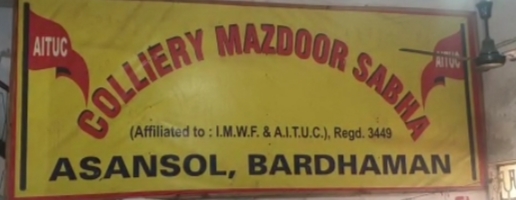 AITUC
AITUC
COLLIERY MAZDOOR SABHA
(Affiliated to : I.M.W.F. & A.I.T.U.C.), Regd. 3449
ASANSOL, BARDHAMAN